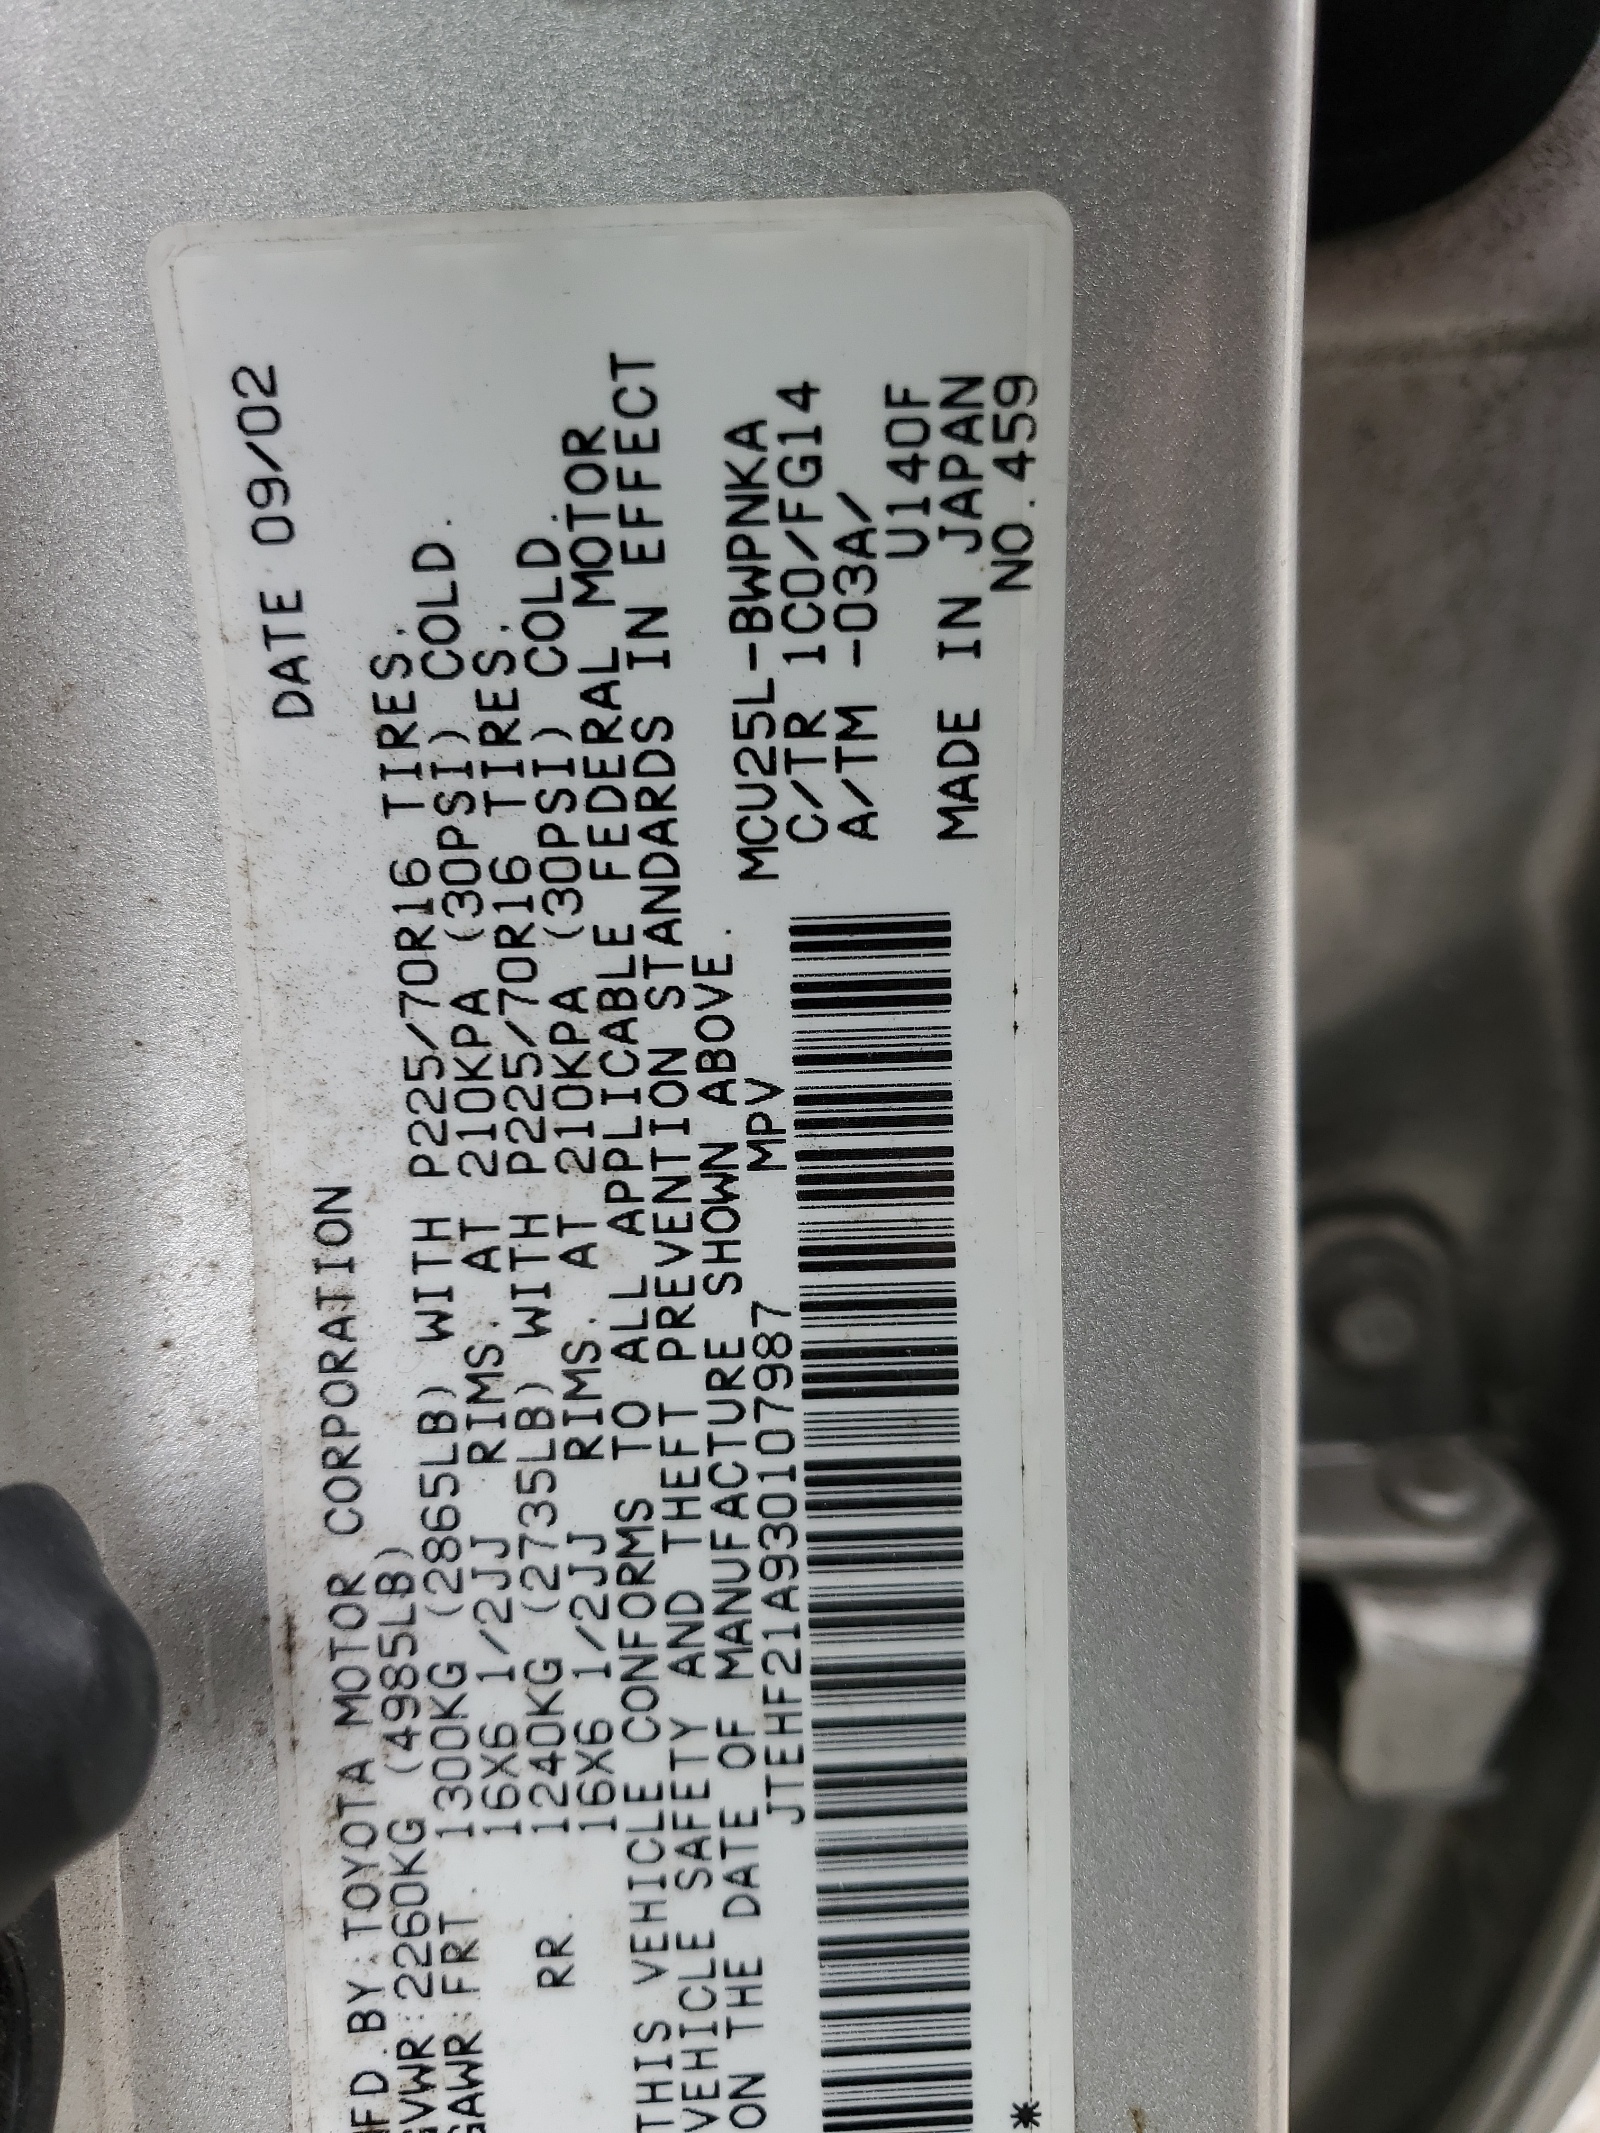 DATE 09/02
MFD.BY:TOYOTA MOTOR CORPORATION
GVWR:2260KG (4985LB)
GAWR:FRT. 1300KG (2865LB) WITH P225/70R16 TIRES.
16X6 1/2JJ RIMS. AT 210KPA (30PSI) COLD.
RR. 1240KG (2735LB) WITH P225/70R16 TIRES.
16X6 1/2JJ RIMS. AT 210KPA (30PSI) COLD.
THIS VEHICLE CONFORMS TO ALL APPLICABLE FEDERAL MOTOR
VEHICLE SAFETY AND THEFT PREVENTION STANDARDS IN EFFECT
ON THE DATE OF MANUFACTURE SHOWN ABOVE.
JTEHF21A930107987 MPV MCU25L-BWPNKA
C/TR 1C0/FG14
A/TM -03A/
U140F
MADE IN JAPAN
* NO.459